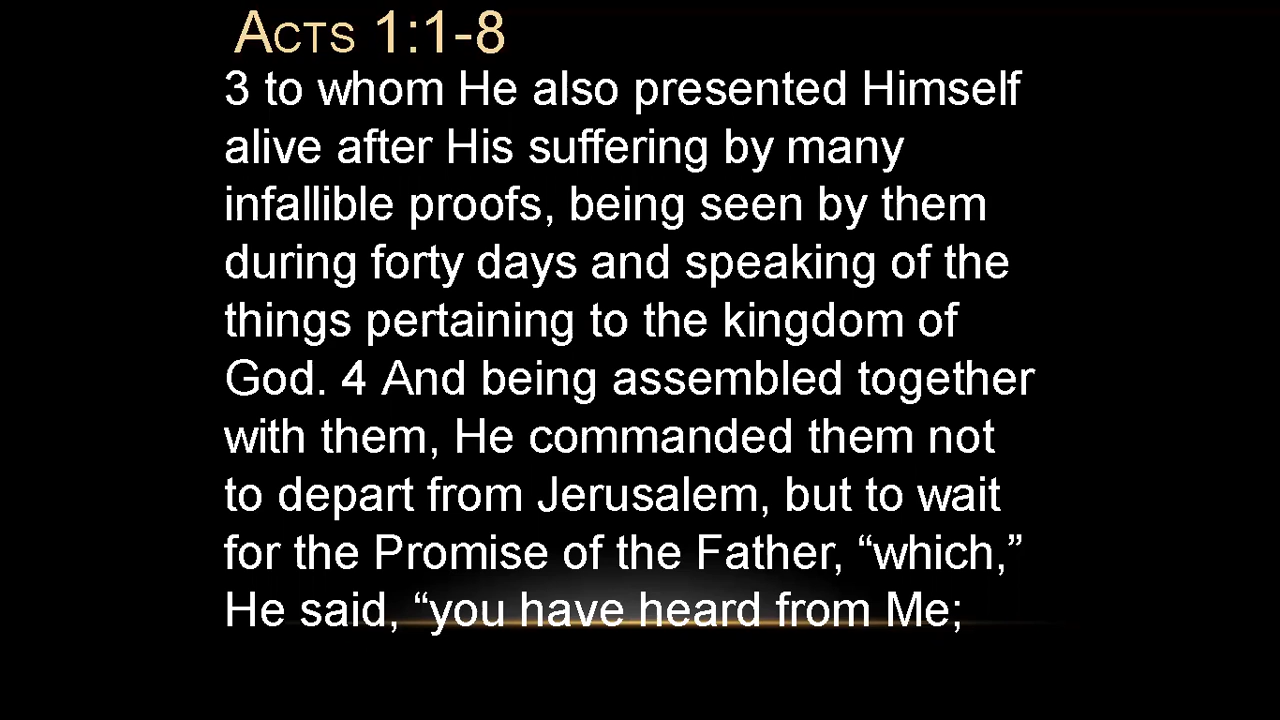 Acts 1:1-8
3 to whom He also presented Himself
alive after His suffering by many
infallible proofs, being seen by them
during forty days and speaking of the
things pertaining to the kingdom of
God. 4 And being assembled together
with them, He commanded them not
to depart from Jerusalem, but to wait
for the Promise of the Father, “which,”
He said, “you have heard from Me;